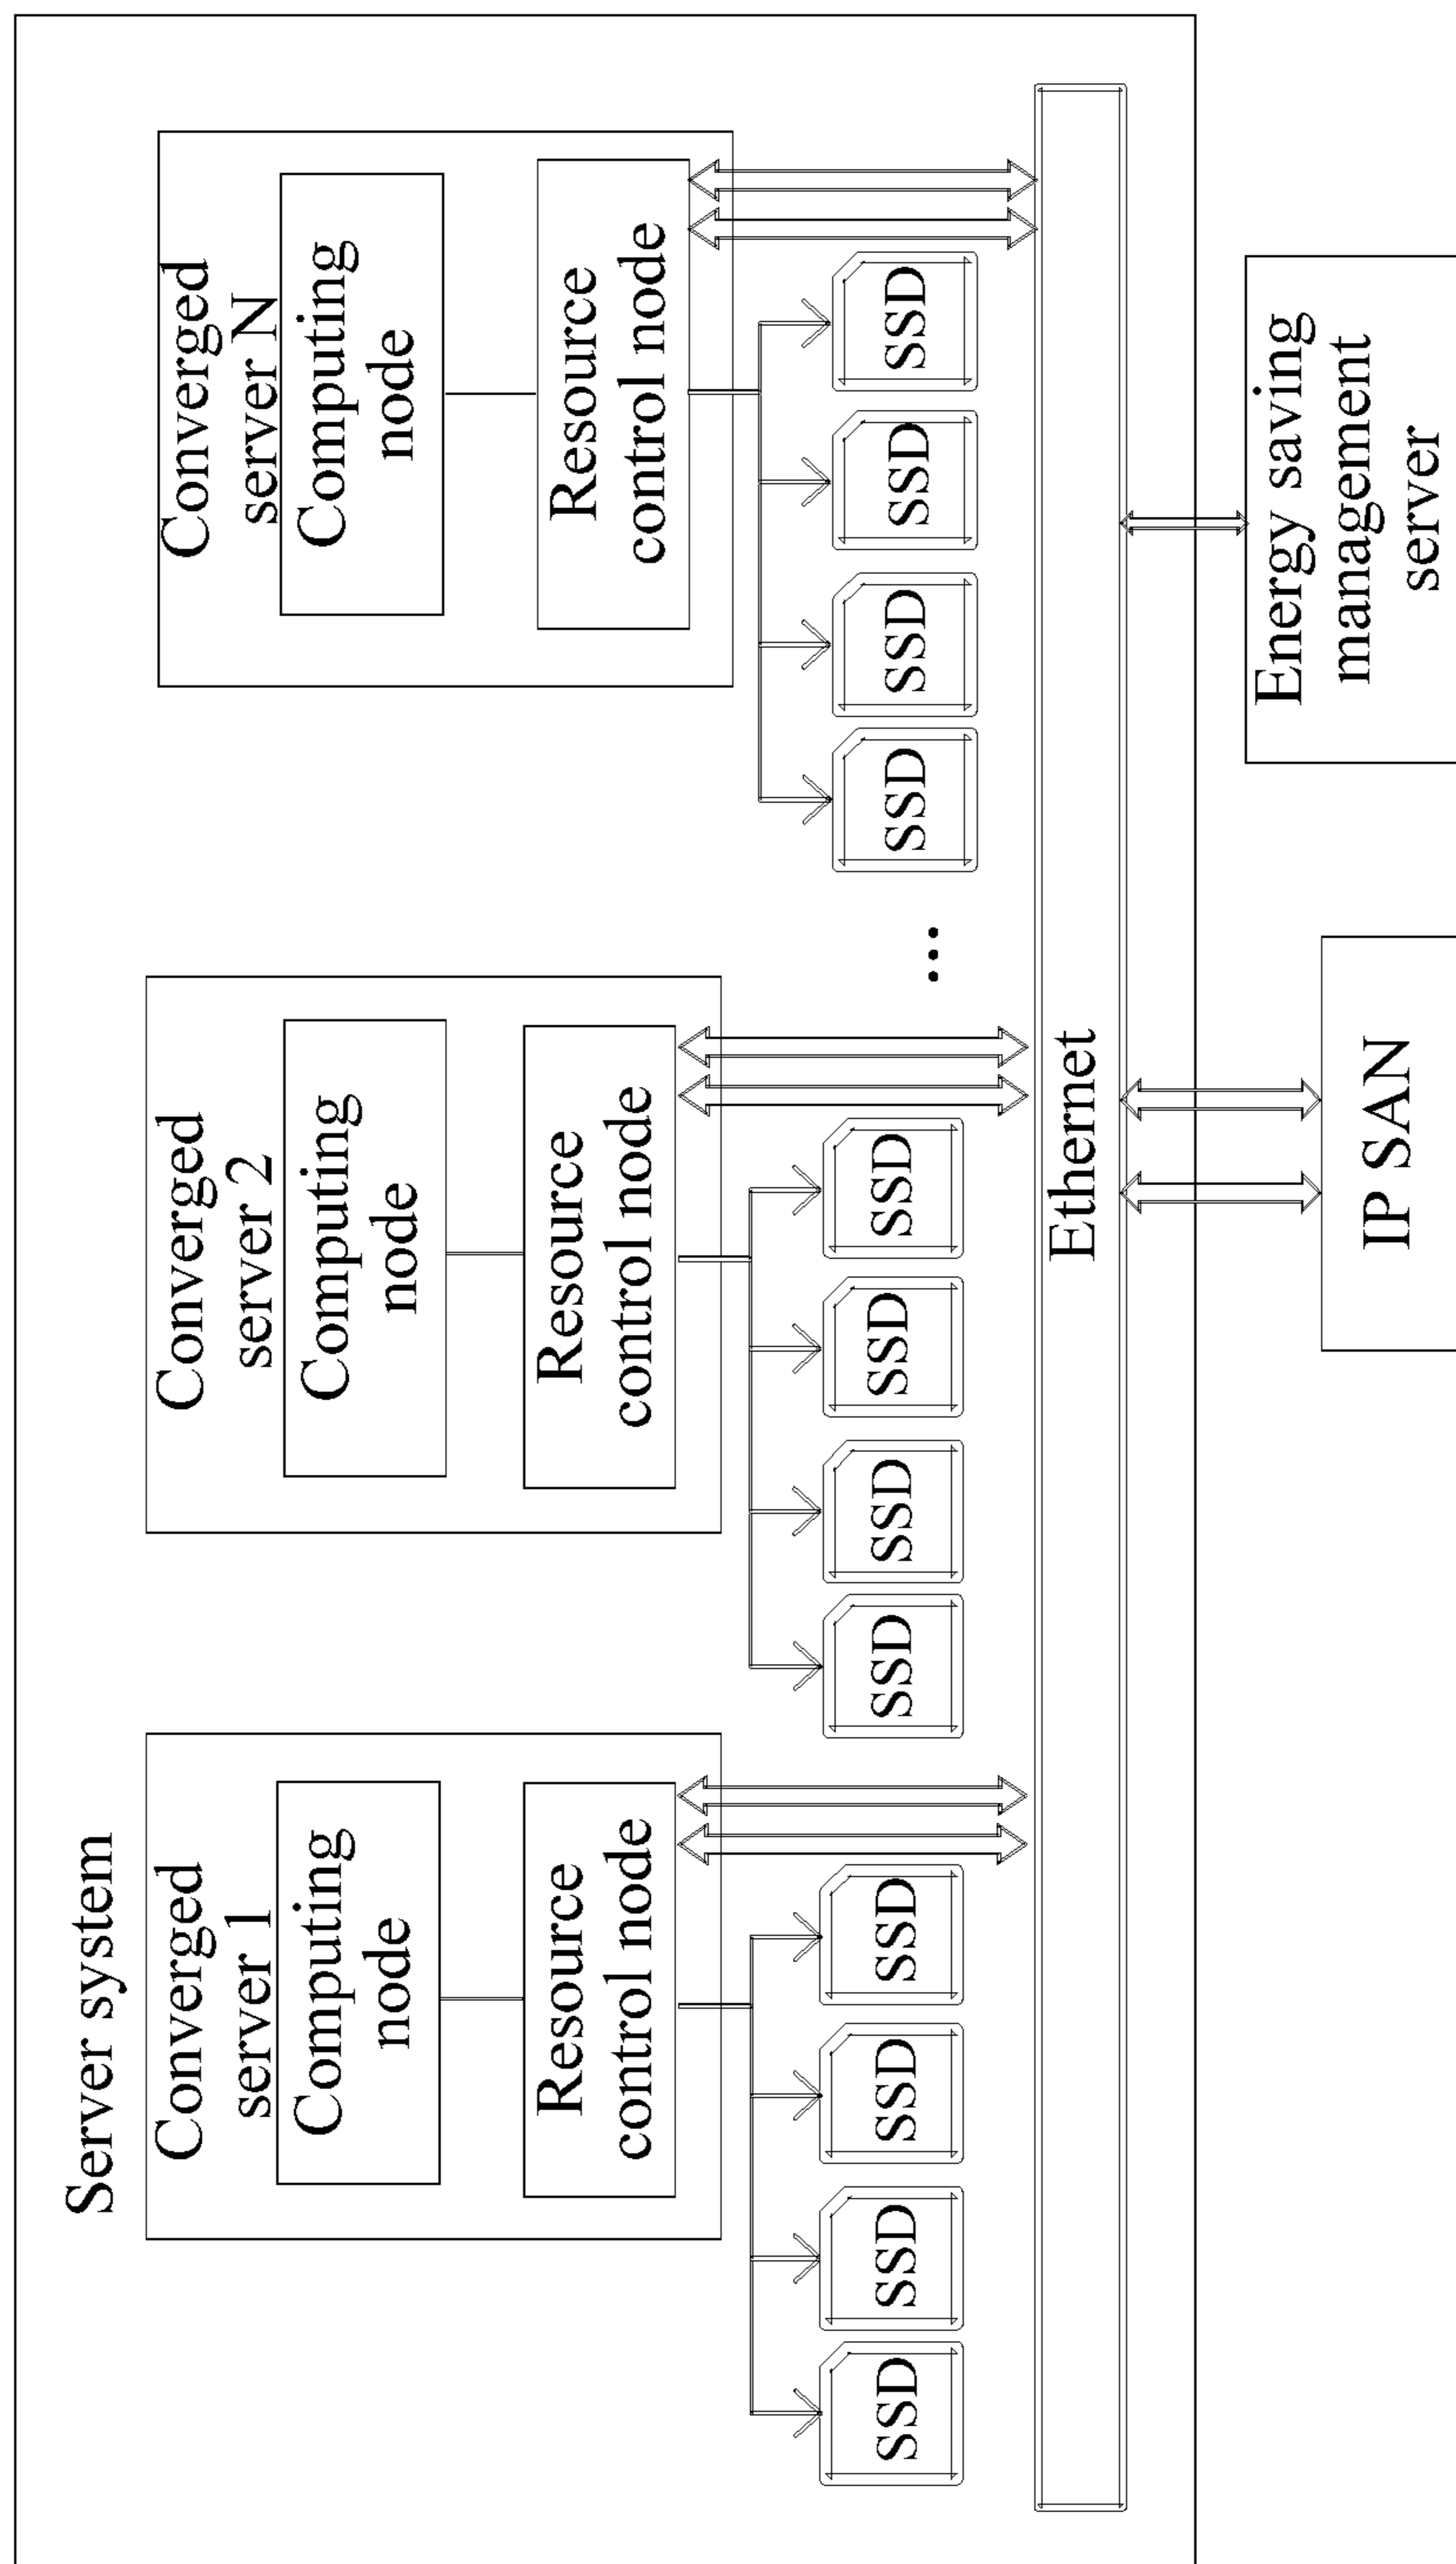 Server system
Converged
server 1
Computing
node
Resource
control node
SSD
SSD
SSD
SSD
Converged
server 2
Computing
node
Resource
control node
SSD
SSD
SSD
SSD
...
Converged
server N
Computing
node
Resource
control node
SSD
SSD
SSD
SSD
Ethernet
IP SAN
Energy saving
management
server